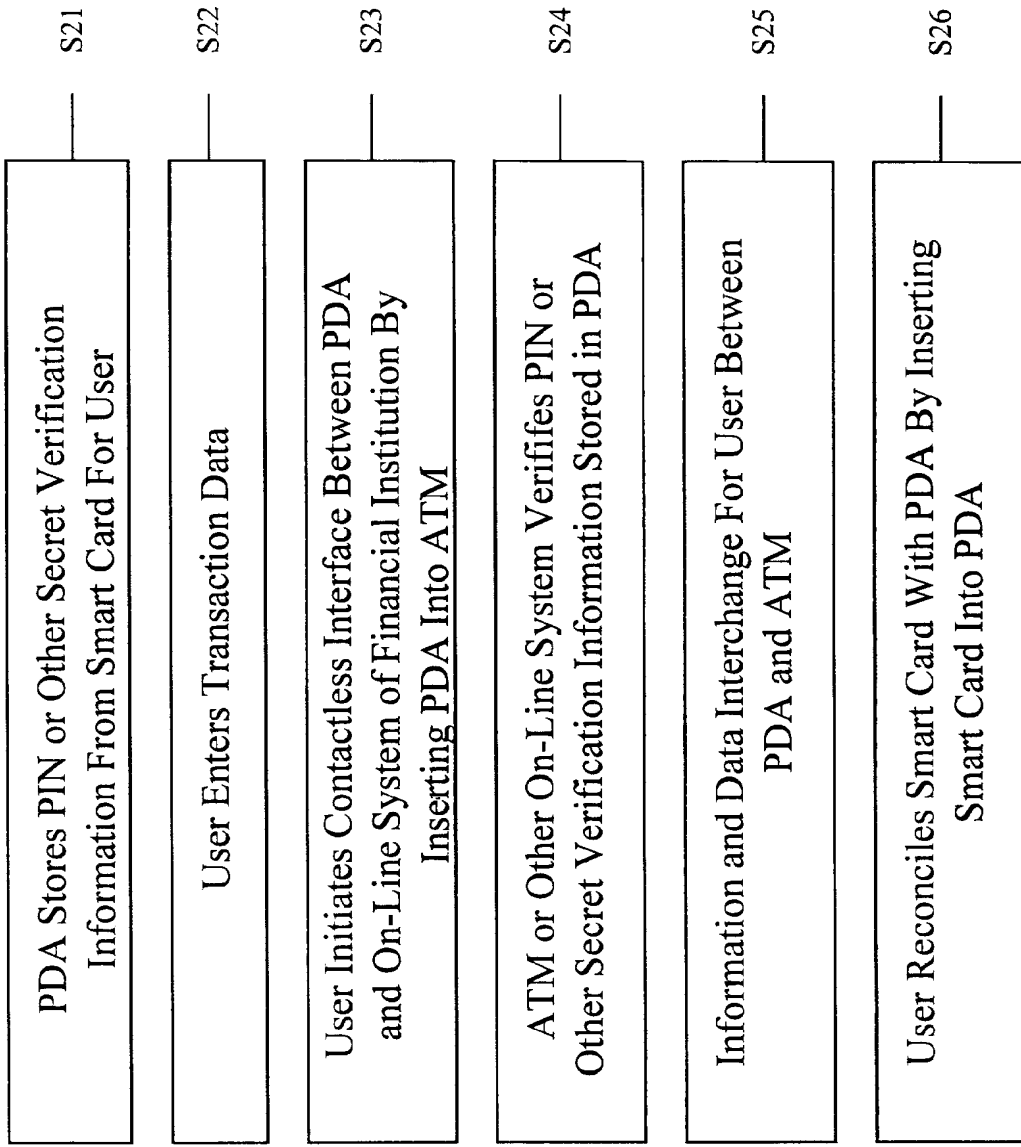 PDA Stores PIN or Other Secret Verification
Information From Smart Card For User
S21
User Enters Transaction Data
S22
User Initiates Contactless Interface Between PDA
and On-Line System of Financial Institution By
Inserting PDA Into ATM
S23
ATM or Other On-Line System Verififes PIN or
Other Secret Verification Information Stored in PDA
S24
Information and Data Interchange For User Between
PDA and ATM
S25
User Reconciles Smart Card With PDA By Inserting
Smart Card Into PDA
S26